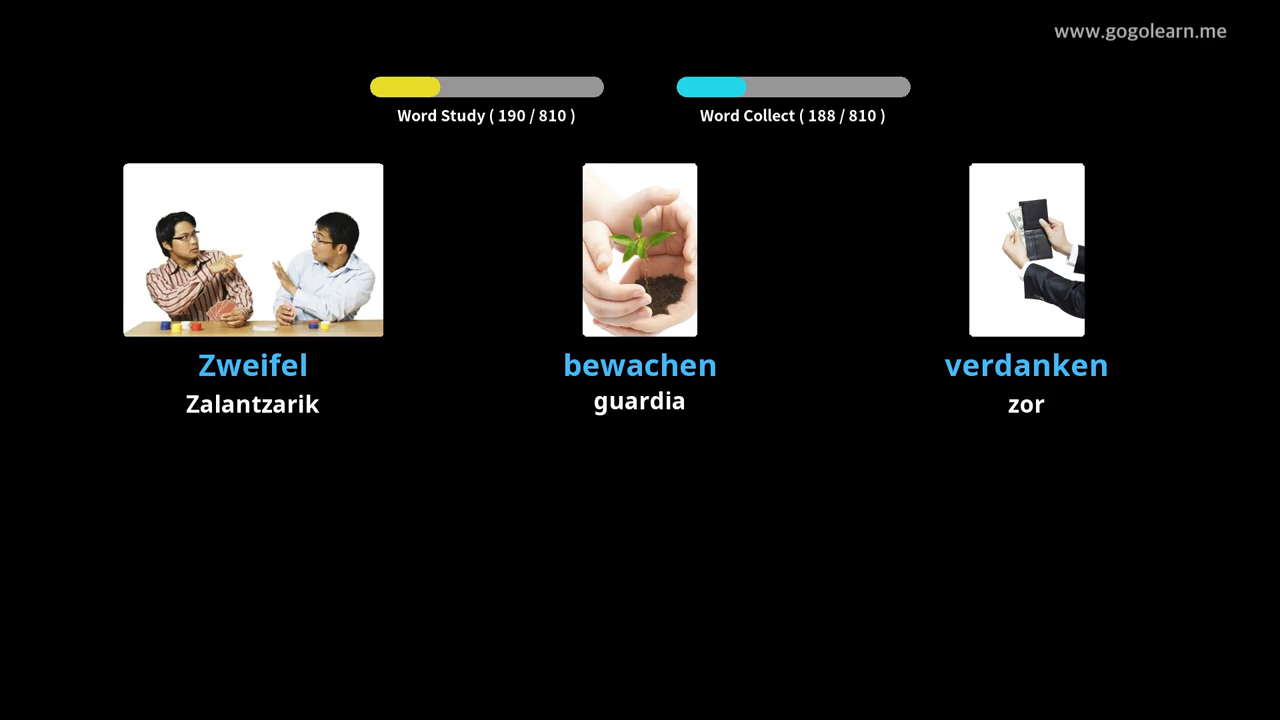 www.gogolearn.me
Word Study ( 190 / 810 )
Word Collect ( 188 / 810 )
Zweifel
Zalantzarik
bewachen
guardia
verdanken
zor